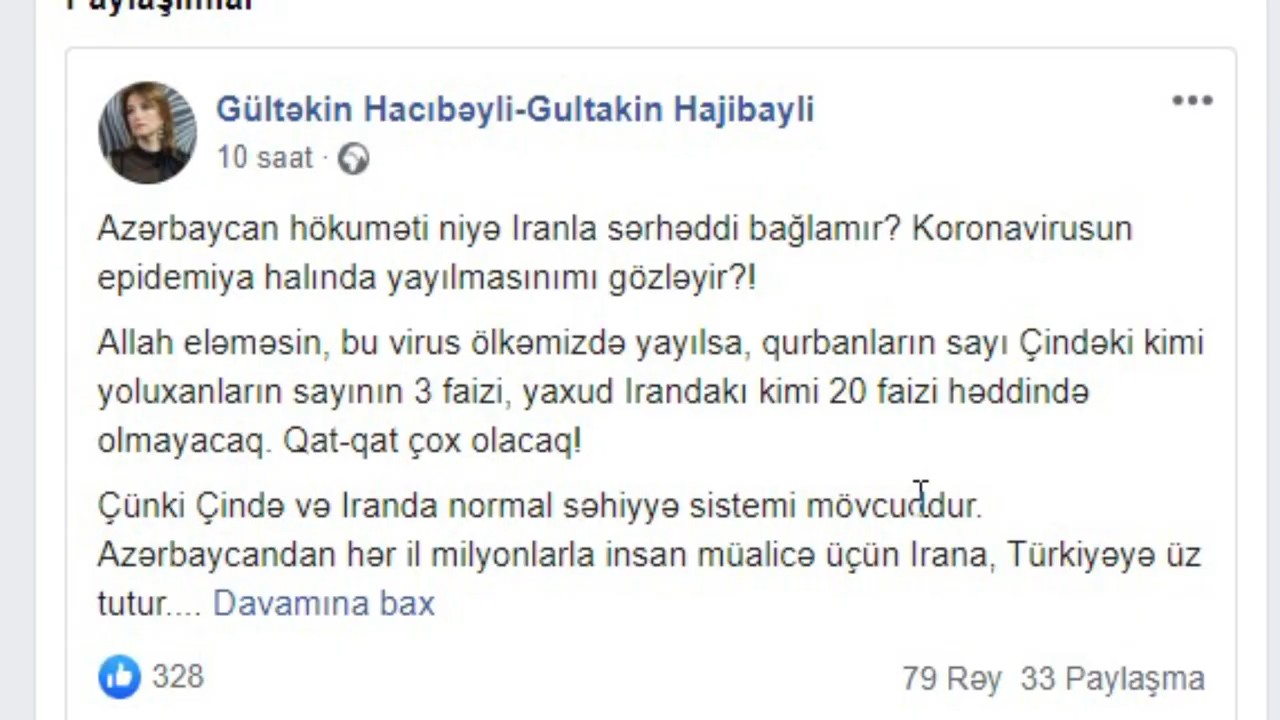 Paylaşımlar
Gültəkin Hacıbəyli-Gultakin Hajibayli
10 saat ·
Azərbaycan hökuməti niyə Iranla sərhəddi bağlamır? Koronavirusun
epidemiya halında yayılmasınımı gözləyir?!
Allah eləməsin, bu virus ölkəmizdə yayılsa, qurbanların sayı Çindəki kimi
yoluxanların sayının 3 faizi, yaxud Irandakı kimi 20 faizi həddində
olmayacaq. Qat-qat çox olacaq!
Çünki Çində və Iranda normal səhiyyə sistemi mövcuddur.
Azərbaycandan hər il milyonlarla insan müalicə üçün Irana, Türkiyəyə üz
tutur.... Davamına bax
328
79 Rəy 33 Paylaşma